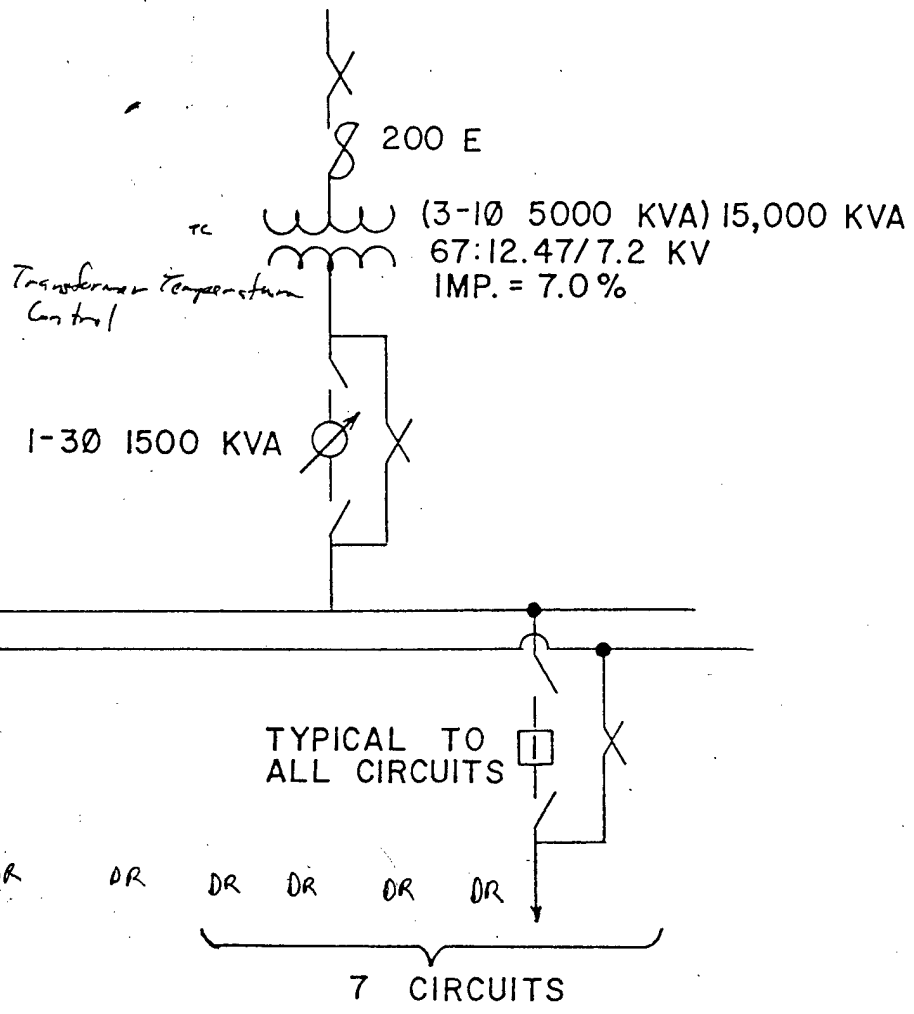 200 E
(3-1Ø 5000 KVA) 15,000 KVA
67:12.47/7.2 KV
IMP. = 7.0%
TC
Transformer Temperature
Control
1-3Ø 1500 KVA
TYPICAL TO
ALL CIRCUITS
DR DR DR DR DR
7 CIRCUITS